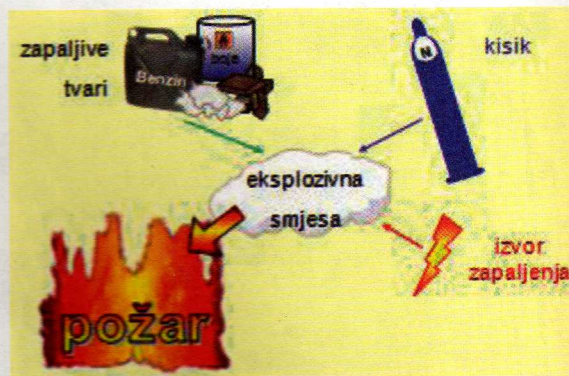 zapaljive
tvari
Benzin
boje
N
kisik
eksplozivna
smjesa
izvor
zapaljenja
požar